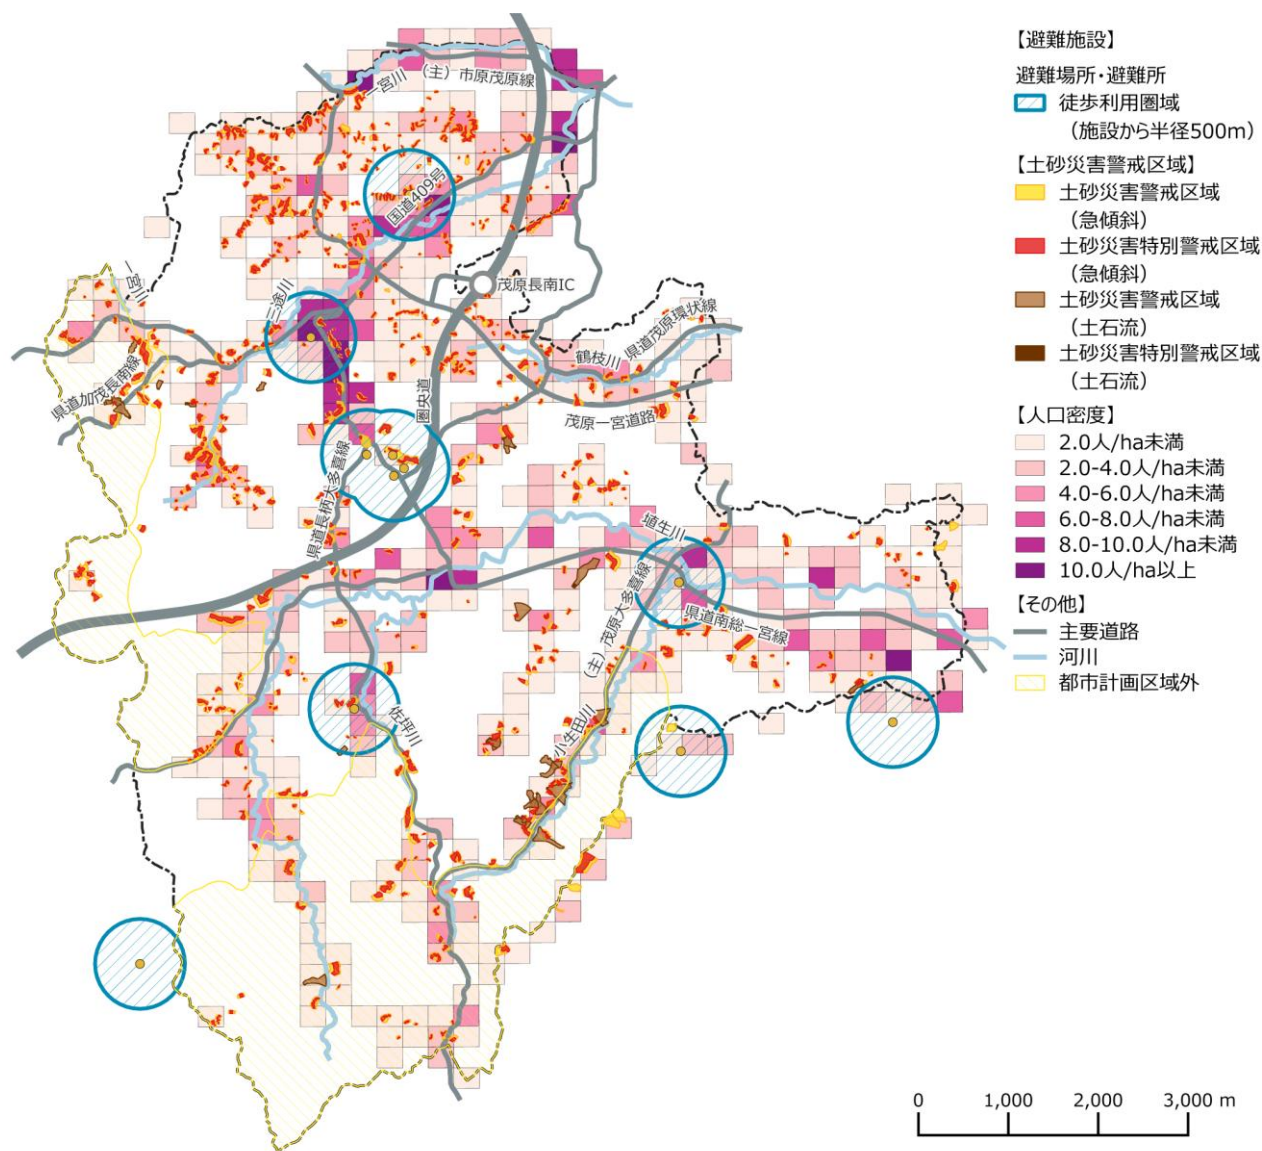 【避難施設】
避難場所・避難所
徒歩利用圏域
（施設から半径500m）
【土砂災害警戒区域】
土砂災害警戒区域
（急傾斜）
土砂災害特別警戒区域
（急傾斜）
土砂災害警戒区域
（土石流）
土砂災害特別警戒区域
（土石流）
【人口密度】
2.0人/ha未満
2.0-4.0人/ha未満
4.0-6.0人/ha未満
6.0-8.0人/ha未満
8.0-10.0人/ha未満
10.0人/ha以上
【その他】
主要道路
河川
都市計画区域外
一宮川
（主）市原茂原線
国道409号
一宮川
三途川
茂原長南IC
県道茂原環状線
鶴枝川
県道加茂長南線
圏央道
茂原一宮道路
県道長柄大多喜線
埴生川
（主）茂原大多喜線
県道南総一宮線
佐坪川
小生田川
0 1,000 2,000 3,000 m